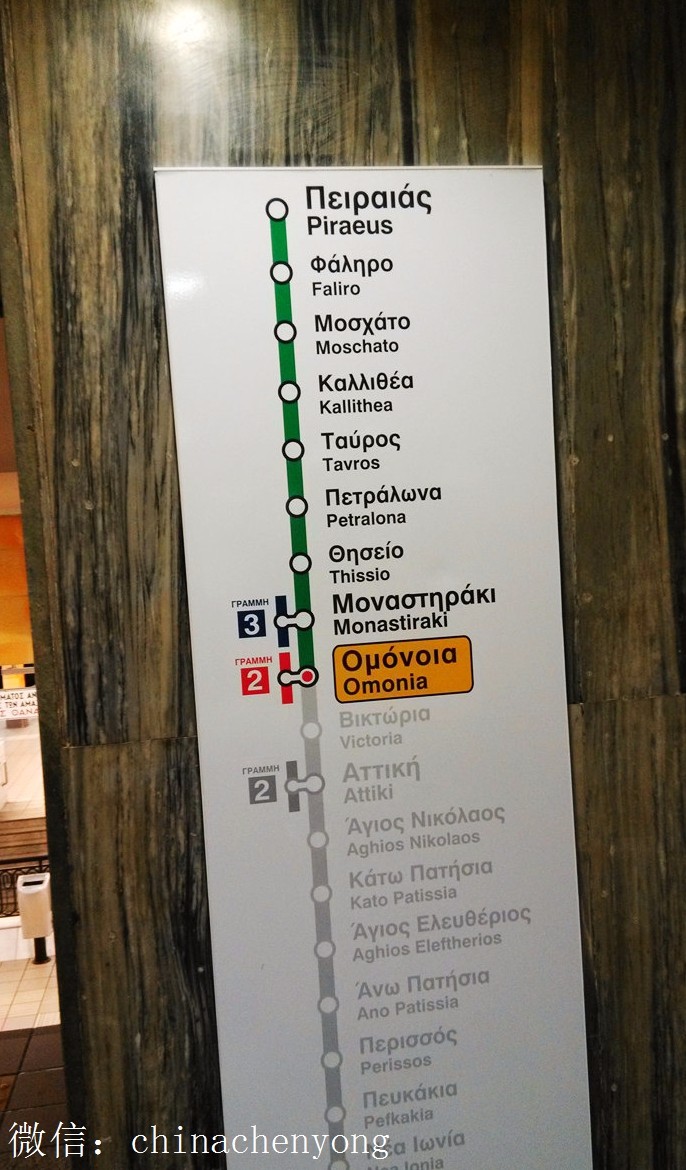 Πειραιάς
Piraeus
Φάληρο
Faliro
Μοσχάτο
Moschato
Καλλιθέα
Kallithea
Ταύρος
Tavros
Πετράλωνα
Petralona
Θησείο
Thissio
ΓΡΑΜΜΗ
3
Μοναστηράκι
Monastiraki
ΓΡΑΜΜΗ
2
Ομόνοια
Omonia
Βικτώρια
Victoria
ΓΡΑΜΜΗ
2
Αττική
Attiki
Άγιος Νικόλαος
Aghios Nikolaos
Κάτω Πατήσια
Kato Patissia
Άγιος Ελευθέριος
Aghios Eleftherios
Άνω Πατήσια
Ano Patissia
Περισσός
Perissos
Πευκάκια
Pefkakia
Ιωνία
Ionia
微信：chinachenyong